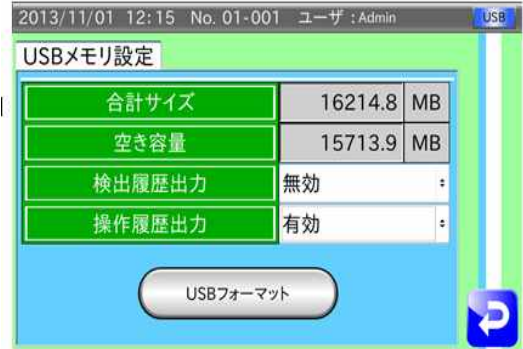 2013/11/01 12:15 No. 01-001 ユーザ :Admin USB
USBメモリ設定
合計サイズ 16214.8 MB
空き容量 15713.9 MB
検出履歴出力 無効
操作履歴出力 有効
USBフォーマット